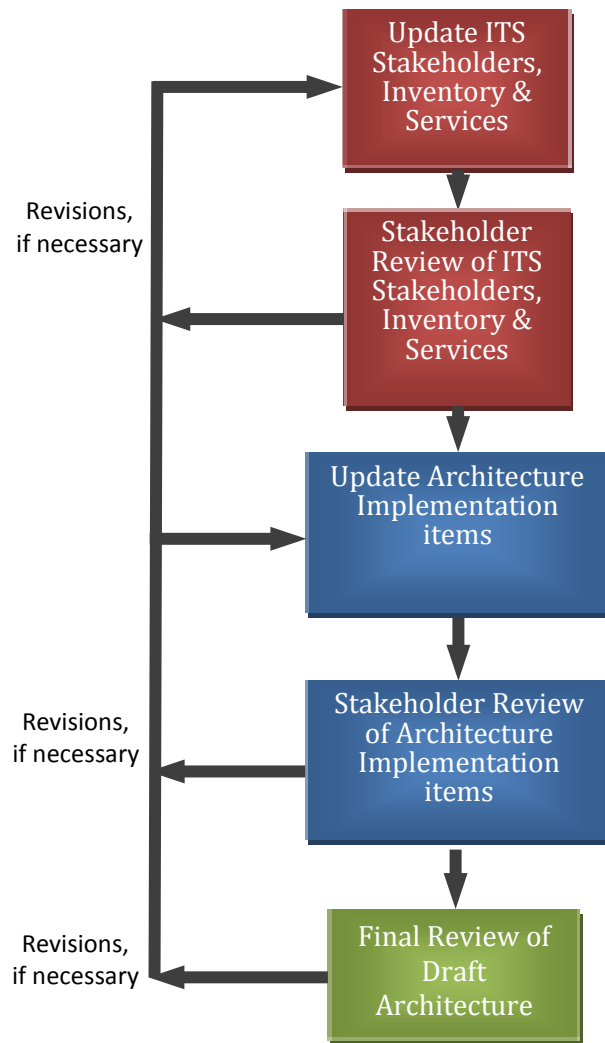 Update ITS
Stakeholders,
Inventory &
Services
Revisions,
if necessary
Stakeholder
Review of ITS
Stakeholders,
Inventory &
Services
Update Architecture
Implementation
items
Stakeholder Review
of Architecture
Implementation
items
Revisions,
if necessary
Final Review of
Draft
Architecture
Revisions,
if necessary